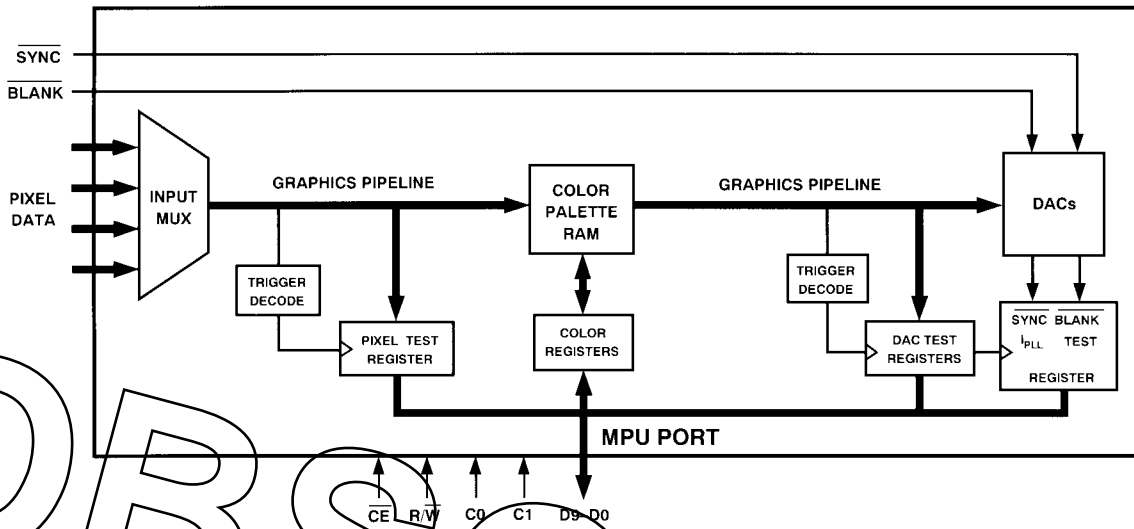 SYNC
BLANK
PIXEL
DATA
INPUT
MUX
GRAPHICS PIPELINE
TRIGGER
DECODE
PIXEL TEST
REGISTER
COLOR
PALETTE
RAM
COLOR
REGISTERS
GRAPHICS PIPELINE
TRIGGER
DECODE
DAC TEST
REGISTERS
DACs
SYNC BLANK
iPLL TEST
REGISTER
MPU PORT
CE R/W C0 C1 D9–D0
ORS